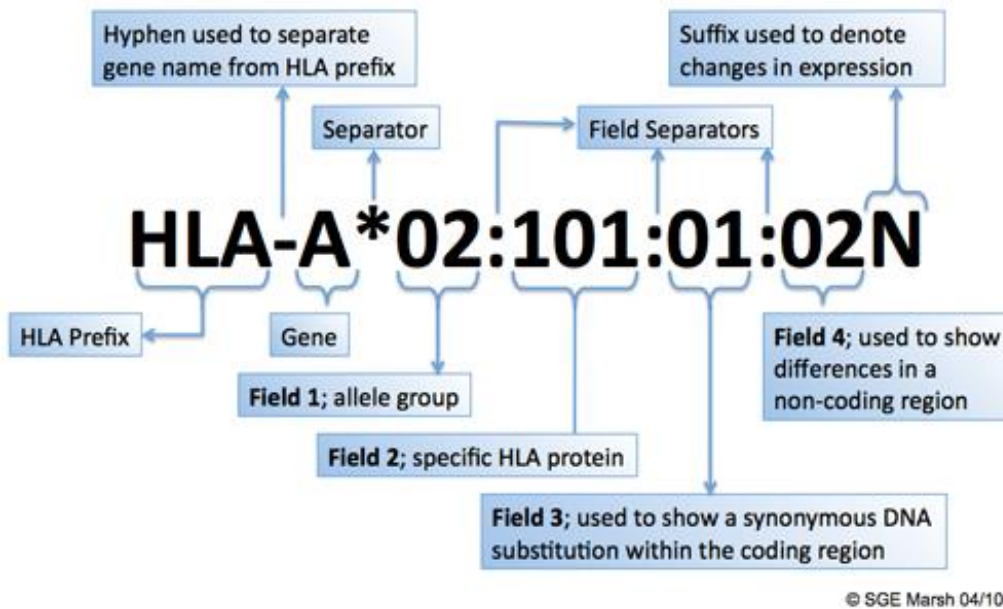 Hyphen used to separate
gene name from HLA prefix
Suffix used to denote
changes in expression
Separator
Field Separators
HLA-A*02:101:01:02N
HLA Prefix
Gene
Field 4; used to show
differences in a
non-coding region
Field 1; allele group
Field 2; specific HLA protein
Field 3; used to show a synonymous DNA
substitution within the coding region
© SGE Marsh 04/10